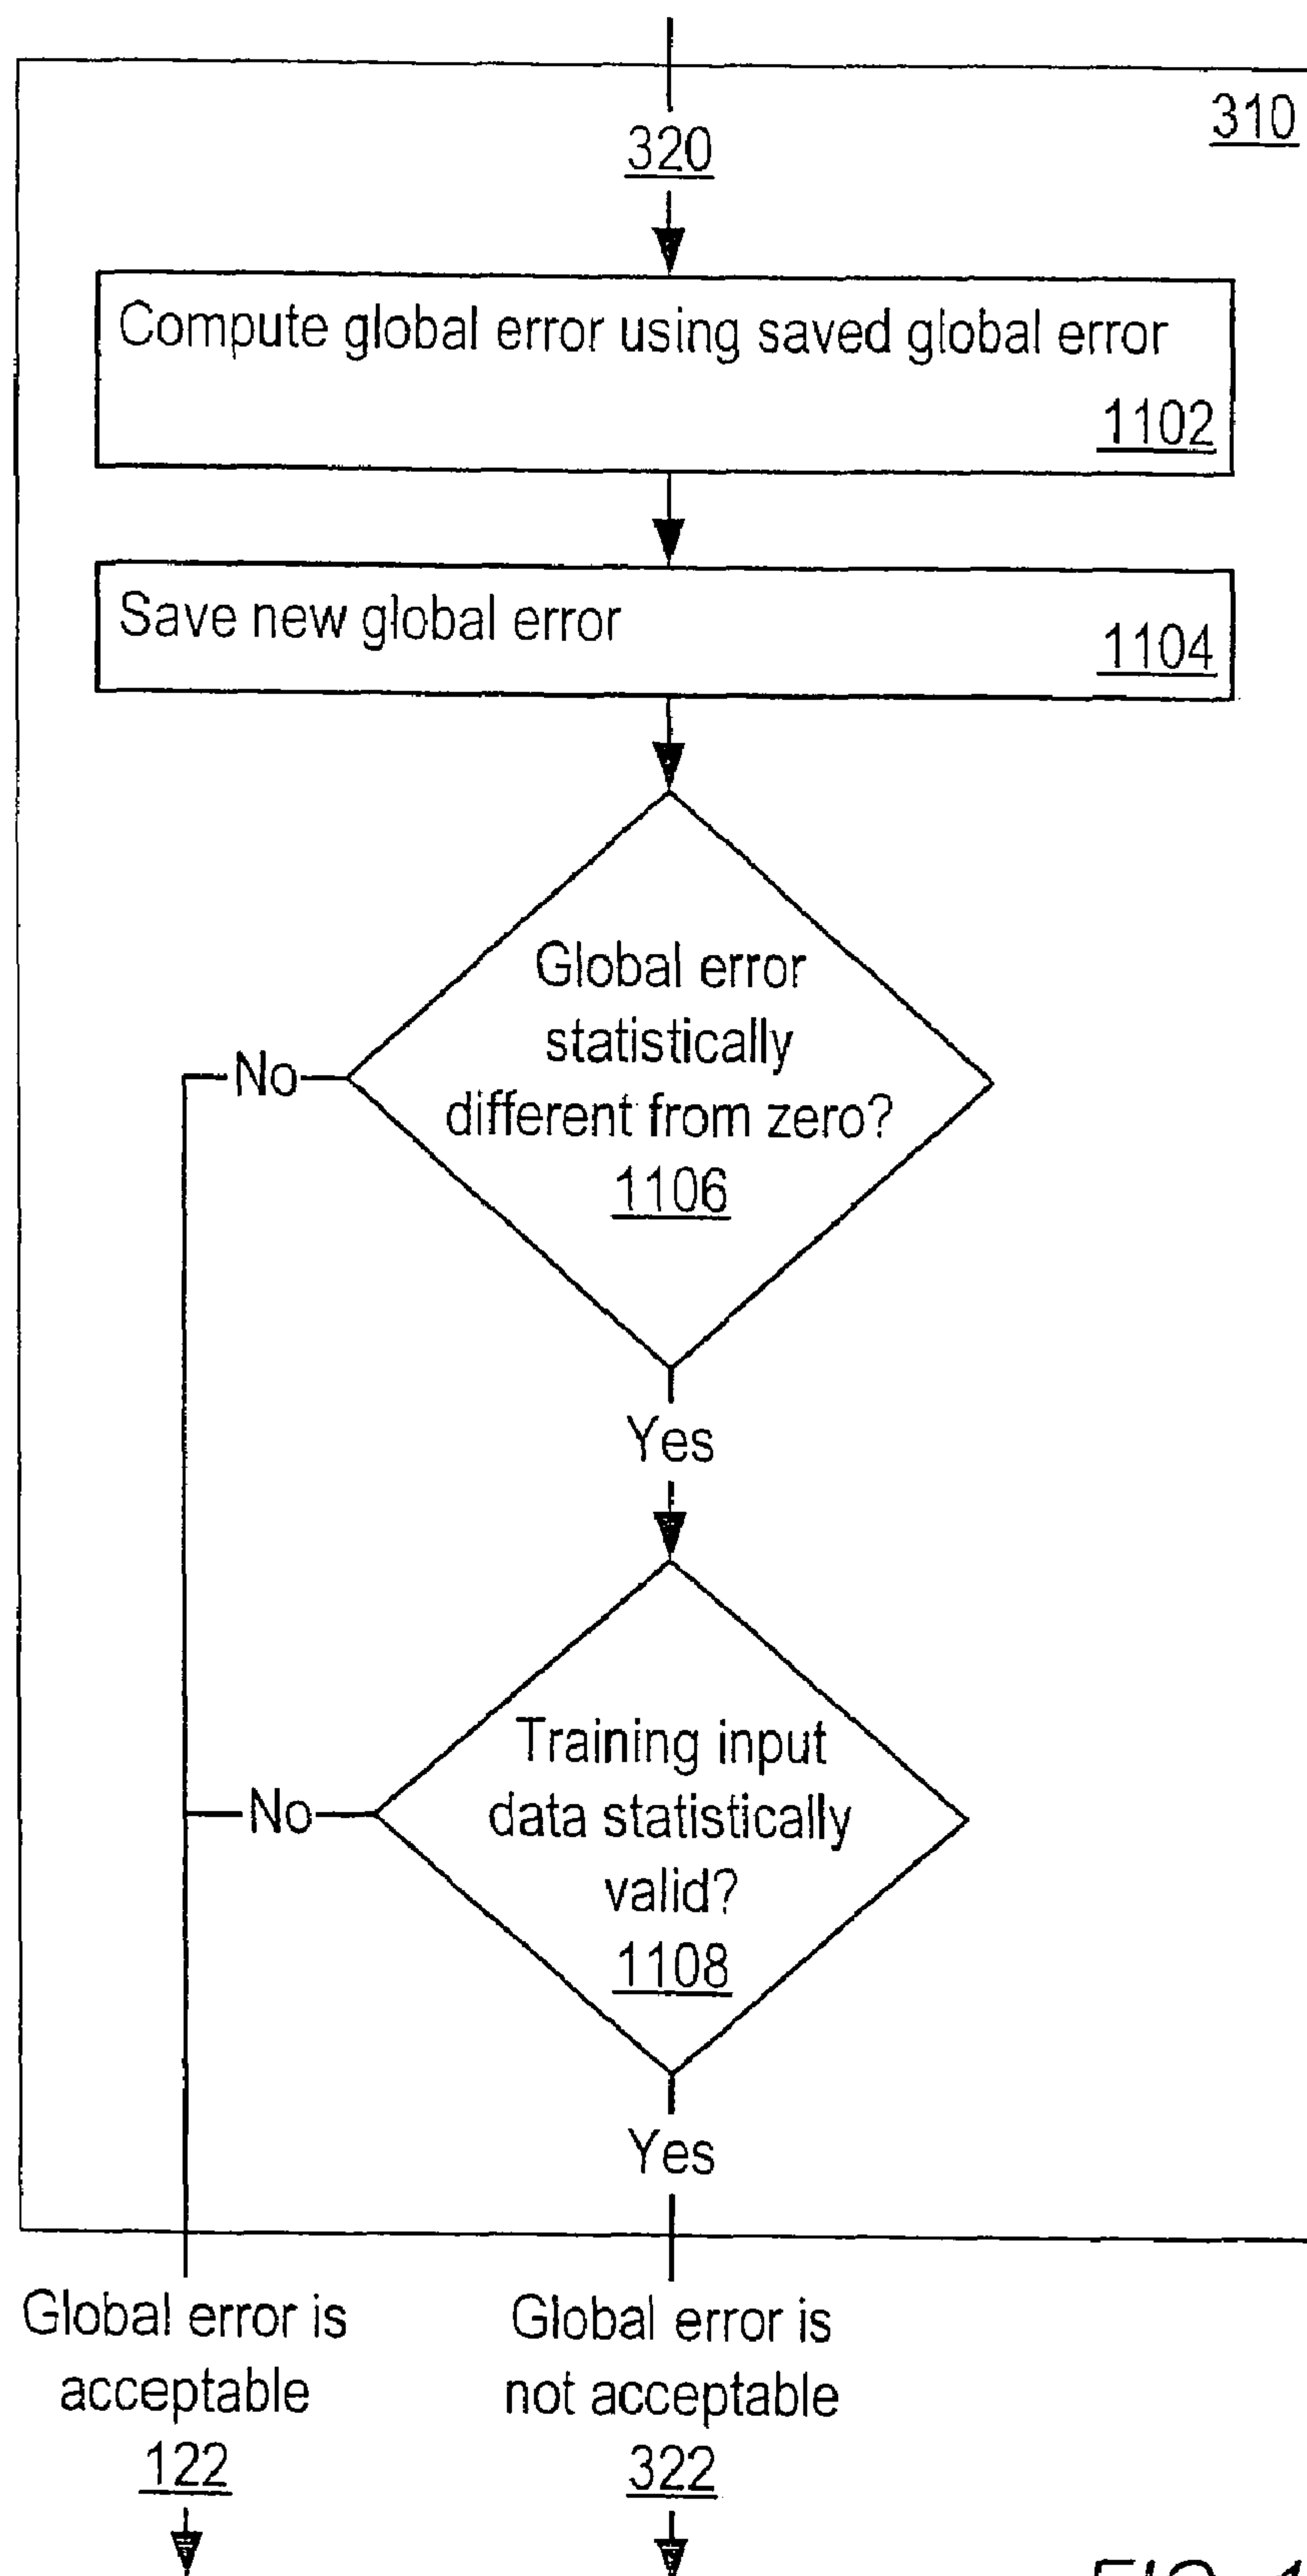 310
320
Compute global error using saved global error
1102
Save new global error
1104
Global error
statistically
different from zero?
1106
No
Yes
Training input
data statistically
valid?
1108
No
Yes
Global error is
acceptable
122
Global error is
not acceptable
322